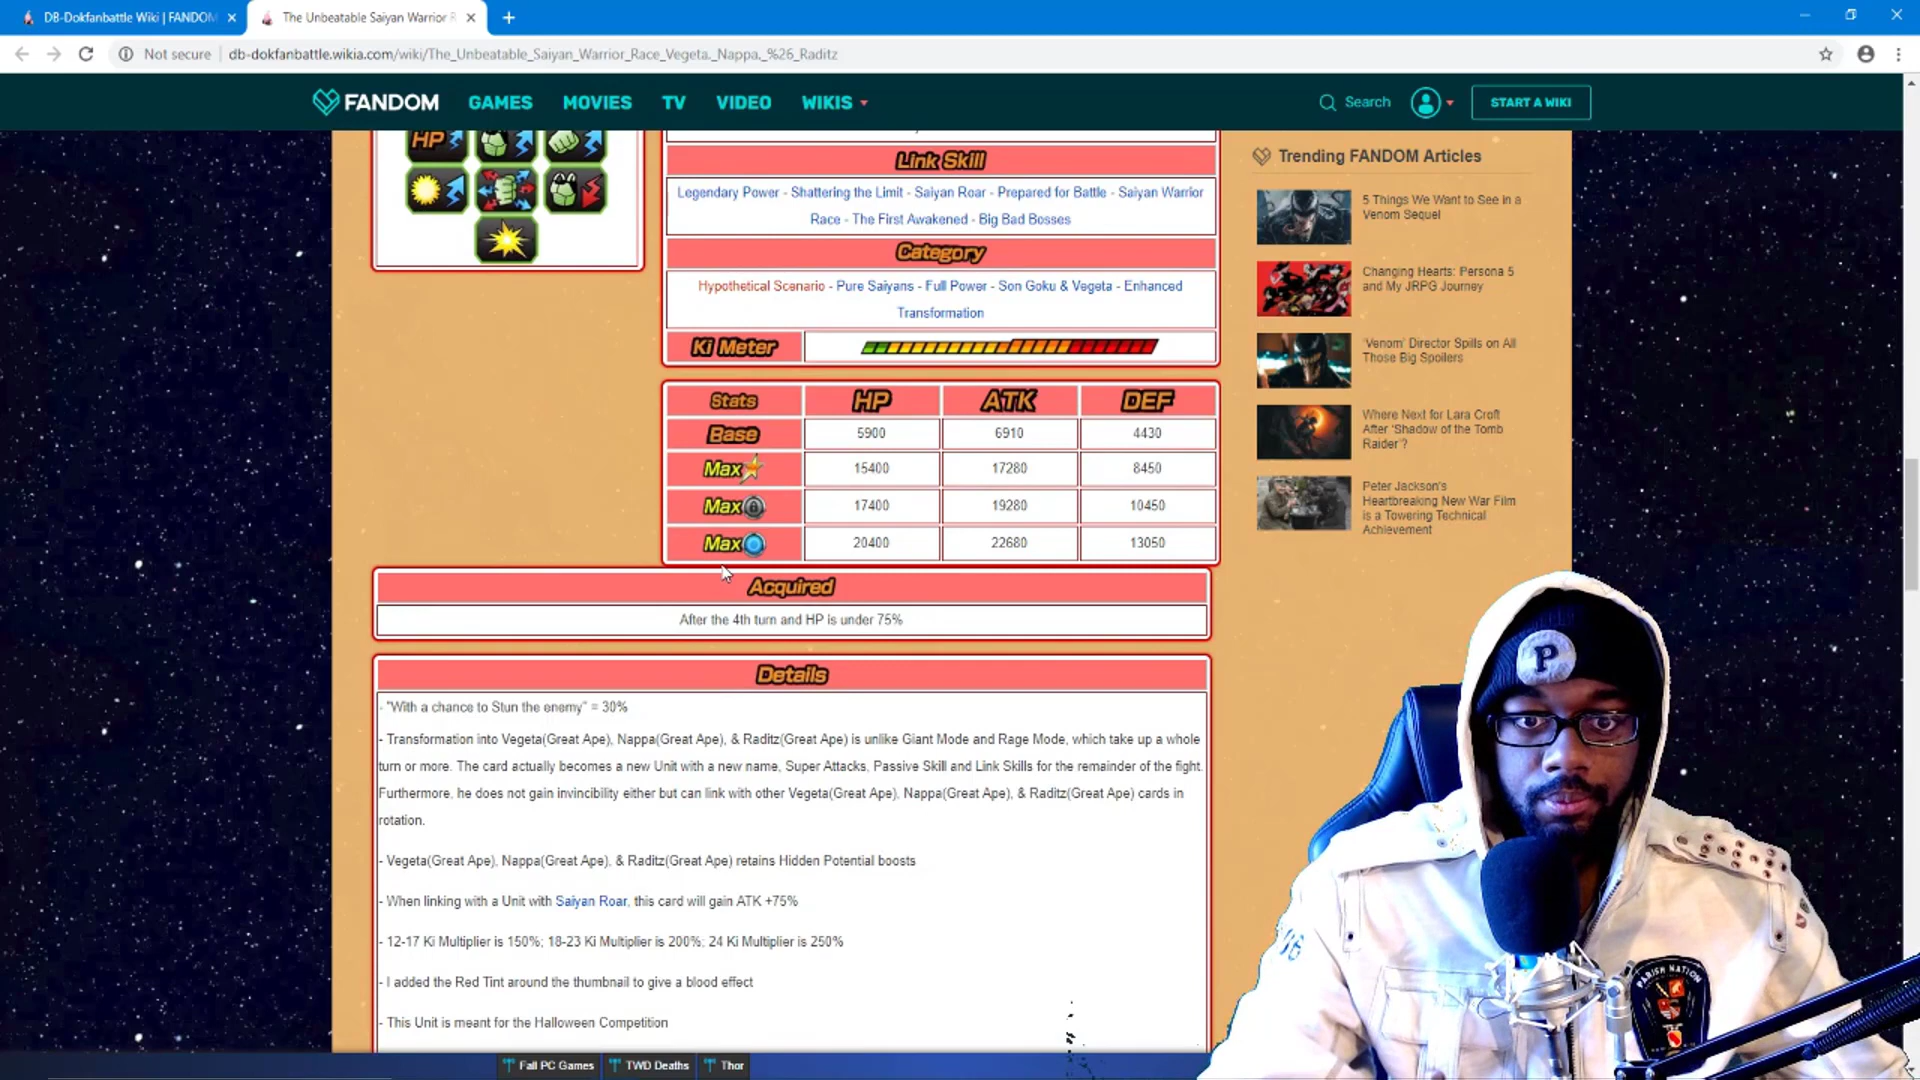 DB-Dokfanbattle Wiki | FANDOM
The Unbeatable Saiyan Warrior R
Not secure
db-dokfanbattle.wikia.com/wiki/The_Unbeatable_Saiyan_Warrior_Race_Vegeta,_Nappa,_%26_Raditz
FANDOM
GAMES
MOVIES
TV
VIDEO
WIKIS
Search
START A WIKI
HP
Link Skill
Legendary Power - Shattering the Limit - Saiyan Roar - Prepared for Battle - Saiyan Warrior
Race - The First Awakened - Big Bad Bosses
Category
Hypothetical Scenario - Pure Saiyans - Full Power - Son Goku & Vegeta - Enhanced
Transformation
Ki Meter
Stats HP ATK DEF
Base 5900 6910 4430
Max 15400 17280 8450
Max 17400 19280 10450
Max 20400 22680 13050
Acquired
After the 4th turn and HP is under 75%
Details
- "With a chance to Stun the enemy" = 30%
- Transformation into Vegeta(Great Ape), Nappa(Great Ape), & Raditz(Great Ape) is unlike Giant Mode and Rage Mode, which take up a whole
turn or more. The card actually becomes a new Unit with a new name, Super Attacks, Passive Skill and Link Skills for the remainder of the fight.
Furthermore, he does not gain invincibility either but can link with other Vegeta(Great Ape), Nappa(Great Ape), & Raditz(Great Ape) cards in
rotation.
- Vegeta(Great Ape), Nappa(Great Ape), & Raditz(Great Ape) retains Hidden Potential boosts
- When linking with a Unit with Saiyan Roar, this card will gain ATK +75%
- 12-17 Ki Multiplier is 150%; 18-23 Ki Multiplier is 200%; 24 Ki Multiplier is 250%
- I added the Red Tint around the thumbnail to give a blood effect
- This Unit is meant for the Halloween Competition
Trending FANDOM Articles
5 Things We Want to See in a
Venom Sequel
Changing Hearts: Persona 5
and My JRPG Journey
'Venom' Director Spills on All
Those Big Spoilers
Where Next for Lara Croft
After 'Shadow of the Tomb
Raider'?
Peter Jackson's
Heartbreaking New War Film
is a Towering Technical
Achievement
P
PARISH NATION
Fall PC Games
TWD Deaths
Thor